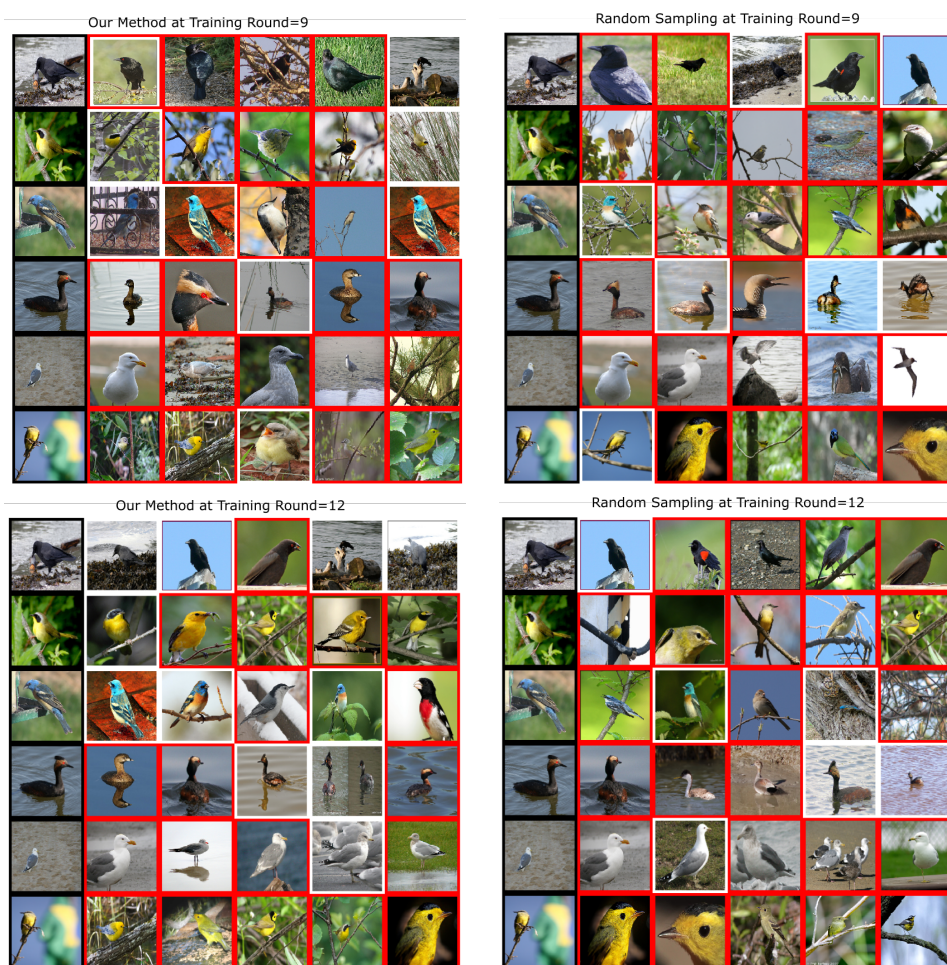 Our Method at Training Round=9
Random Sampling at Training Round=9
Our Method at Training Round=12
Random Sampling at Training Round=12